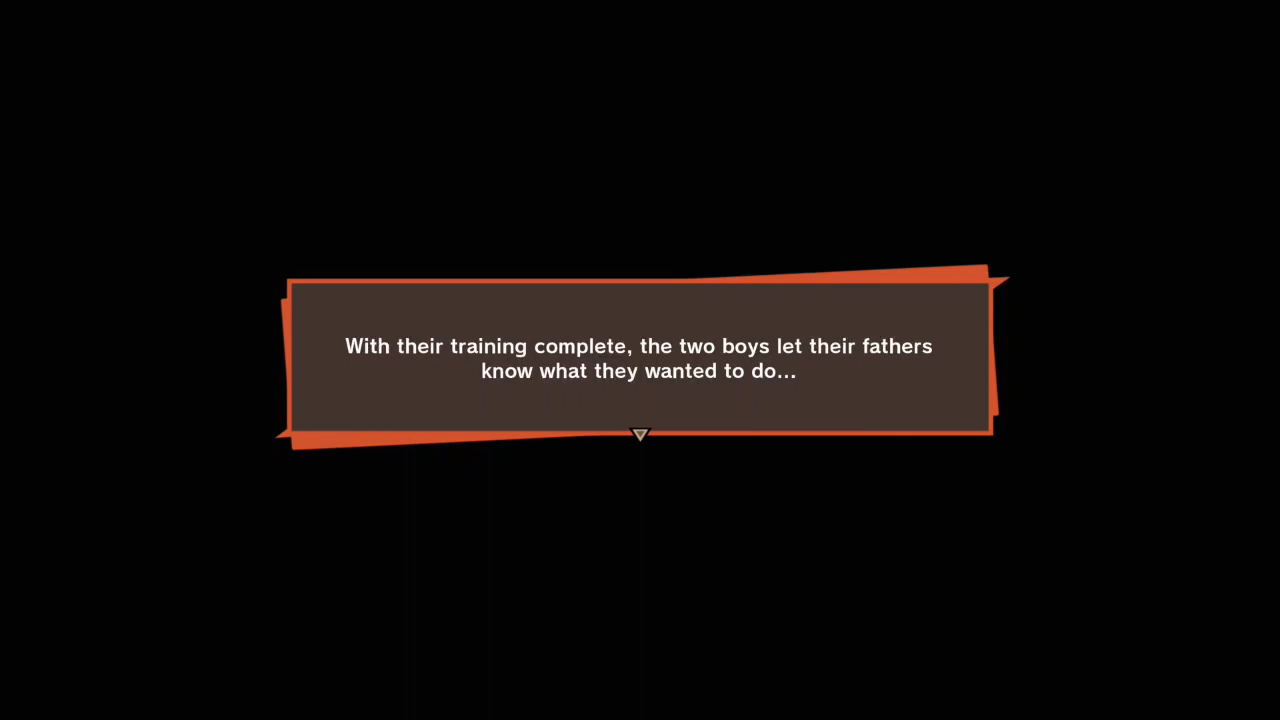 With their training complete, the two boys let their fathers
know what they wanted to do...